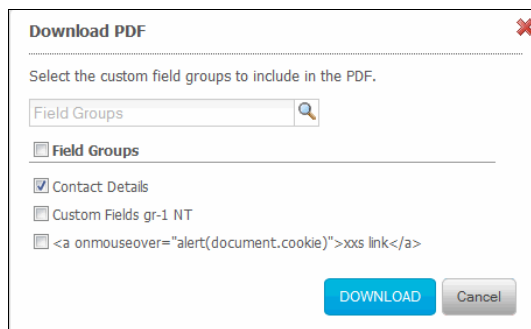 Download PDF
Select the custom field groups to include in the PDF.
Field Groups
Field Groups
Contact Details
Custom Fields gr-1 NT
<a onmouseover="alert(document.cookie)">xxs link</a>
DOWNLOAD Cancel